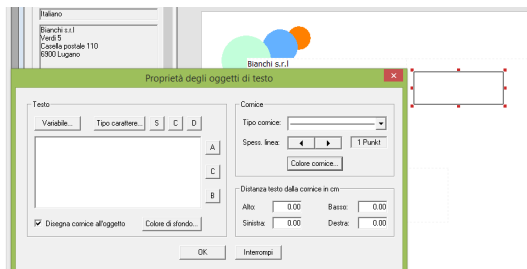 Italiano
Bianchi s.r.l
Verdi 5
Casella postale 110
6900 Lugano
Bianchi s.r.l
Proprietà degli oggetti di testo
×
Testo
Variabile... Tipo carattere... S C D
A
C
B
Disegna cornice all'oggetto Colore di sfondo...
Cornice
Tipo cornice:
Spess. linea: 1 Punkt
Colore cornice...
Distanza testo dalla cornice in cm
Alto: 0.00 Basso: 0.00
Sinistra: 0.00 Destra: 0.00
OK Interrompi